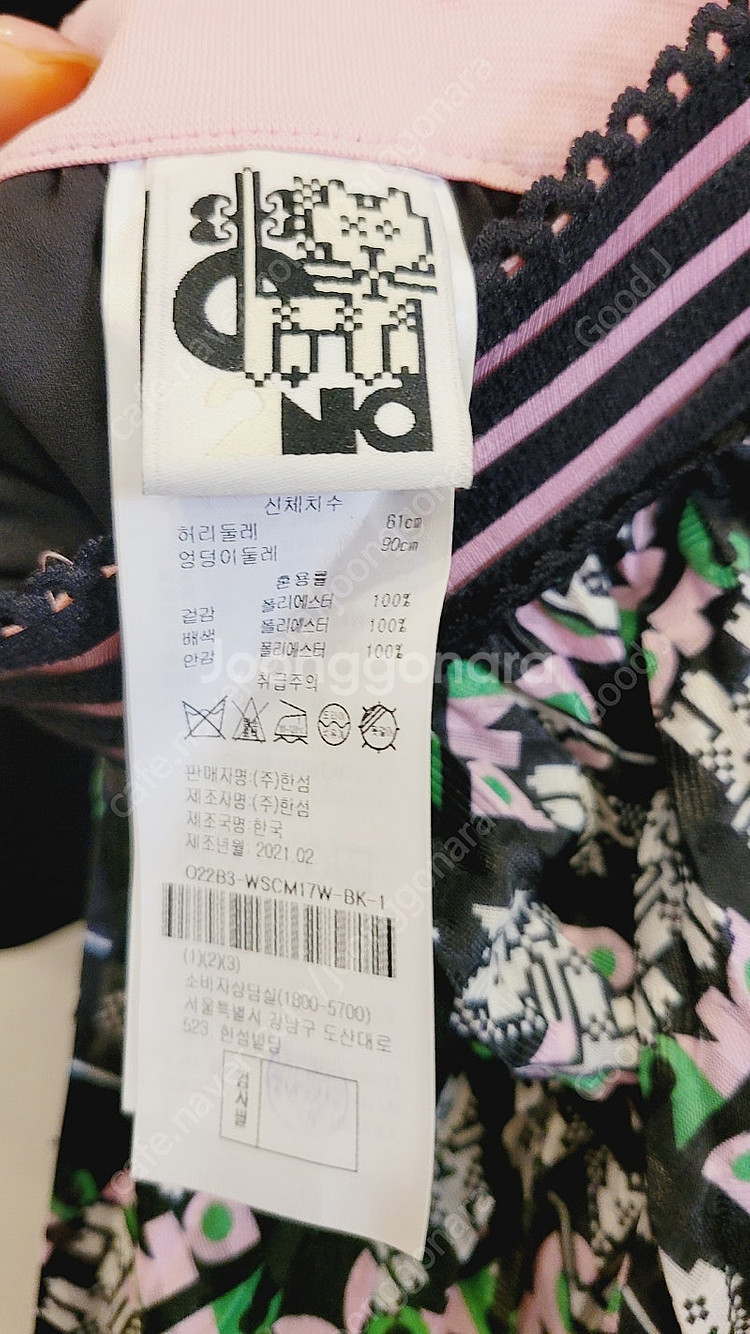 2ND
신체치수
허리둘레 61cm
엉덩이둘레 90cm
혼용률
겉감 폴리에스터 100%
배색 폴리에스터 100%
안감 폴리에스터 100%
취급주의
판매자명:(주)한섬
제조자명:(주)한섬
제조국명:한국
제조년월: 2021.02
O22B3-WSCM17W-BK-1
(1)(2)(3)
소비자상담실(1800-5700)
서울특별시 강남구 도산대로
523, 한섬빌딩
검사필
Joonggonara
Good J